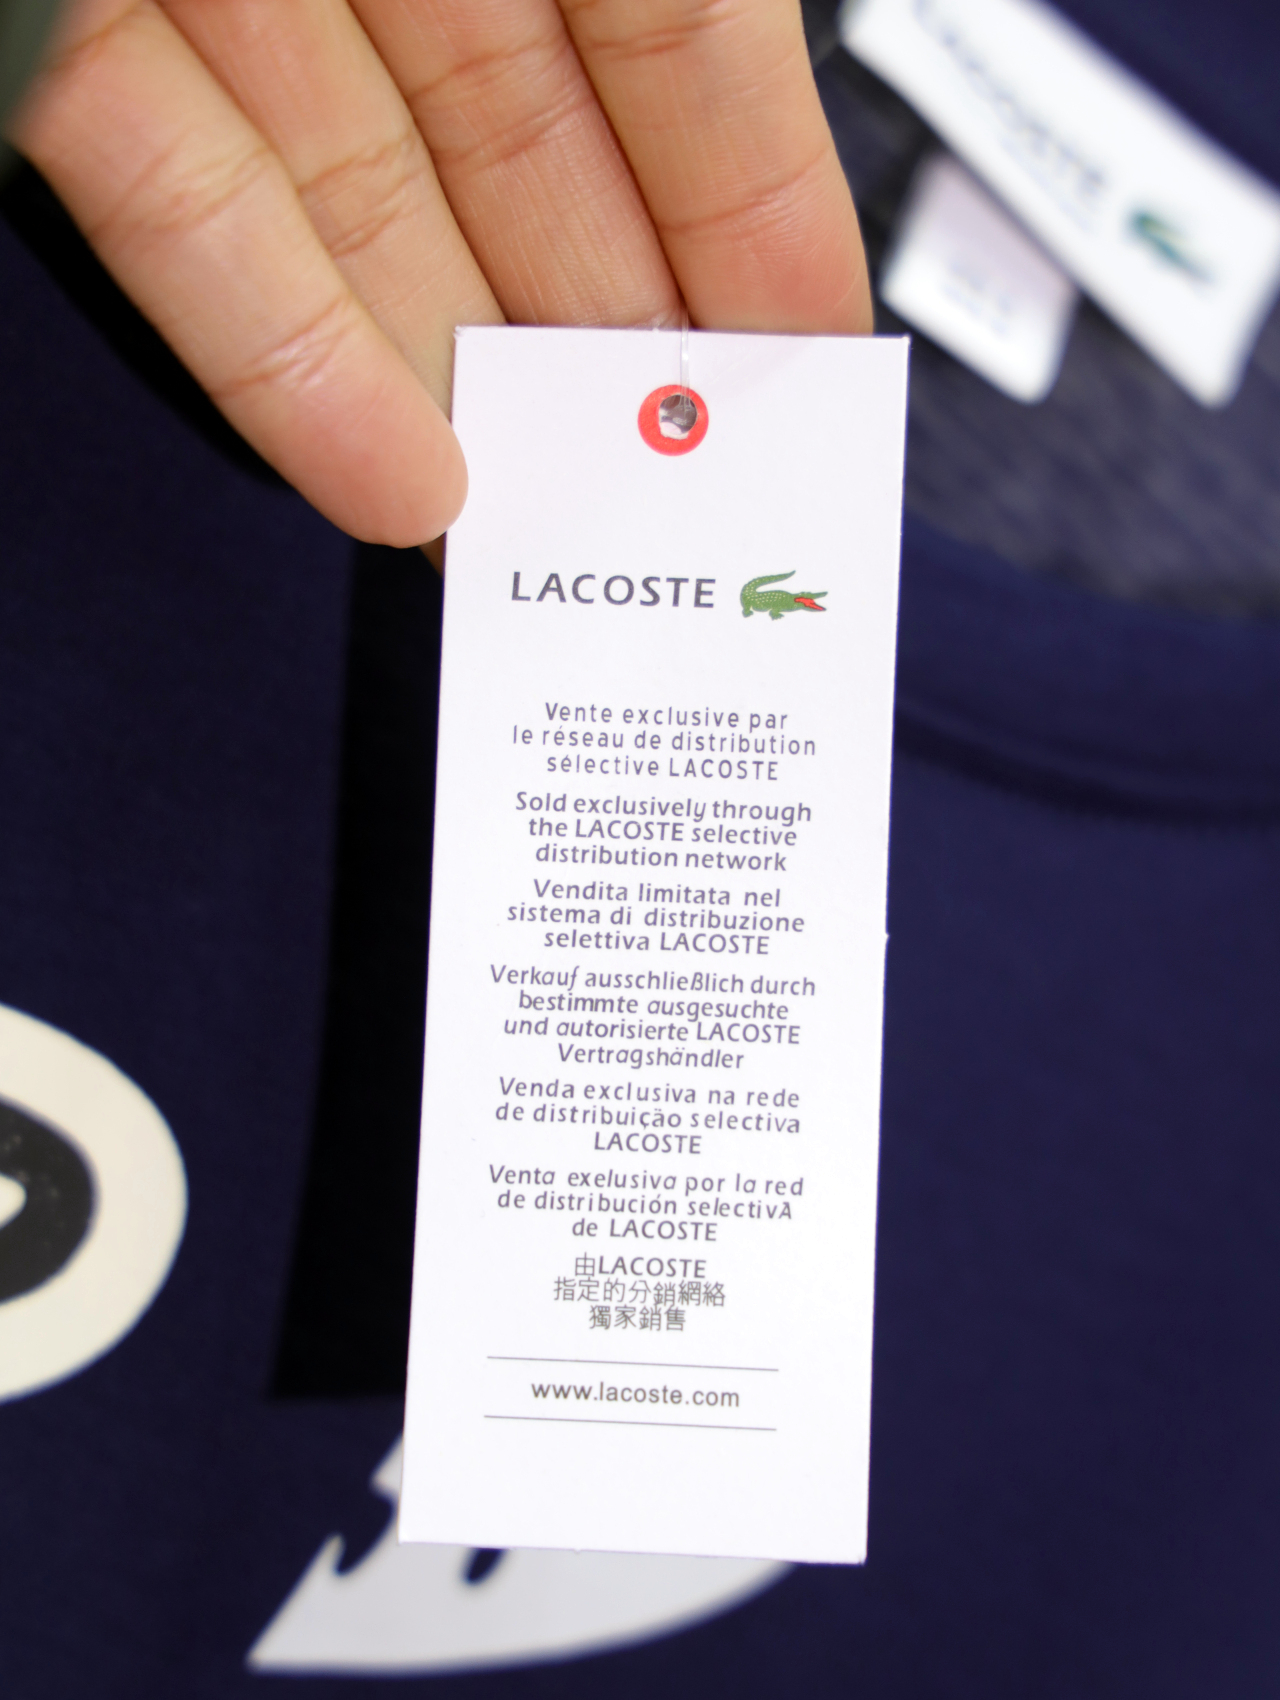 LACOSTE
LACOSTE
Vente exclusive par
le réseau de distribution
sélective LACOSTE
Sold exclusively through
the LACOSTE selective
distribution network
Vendita limitata nel
sistema di distribuzione
selettiva LACOSTE
Verkauf ausschließlich durch
bestimmte ausgesuchte
und autorisierte LACOSTE
Vertragshändler
Venda exclusiva na rede
de distribuiçäo selectiva
LACOSTE
Venta exelusiva por la red
de distribución selectivA
de LACOSTE
由LACOSTE
指定的分銷網絡
獨家銷售
www.lacoste.com